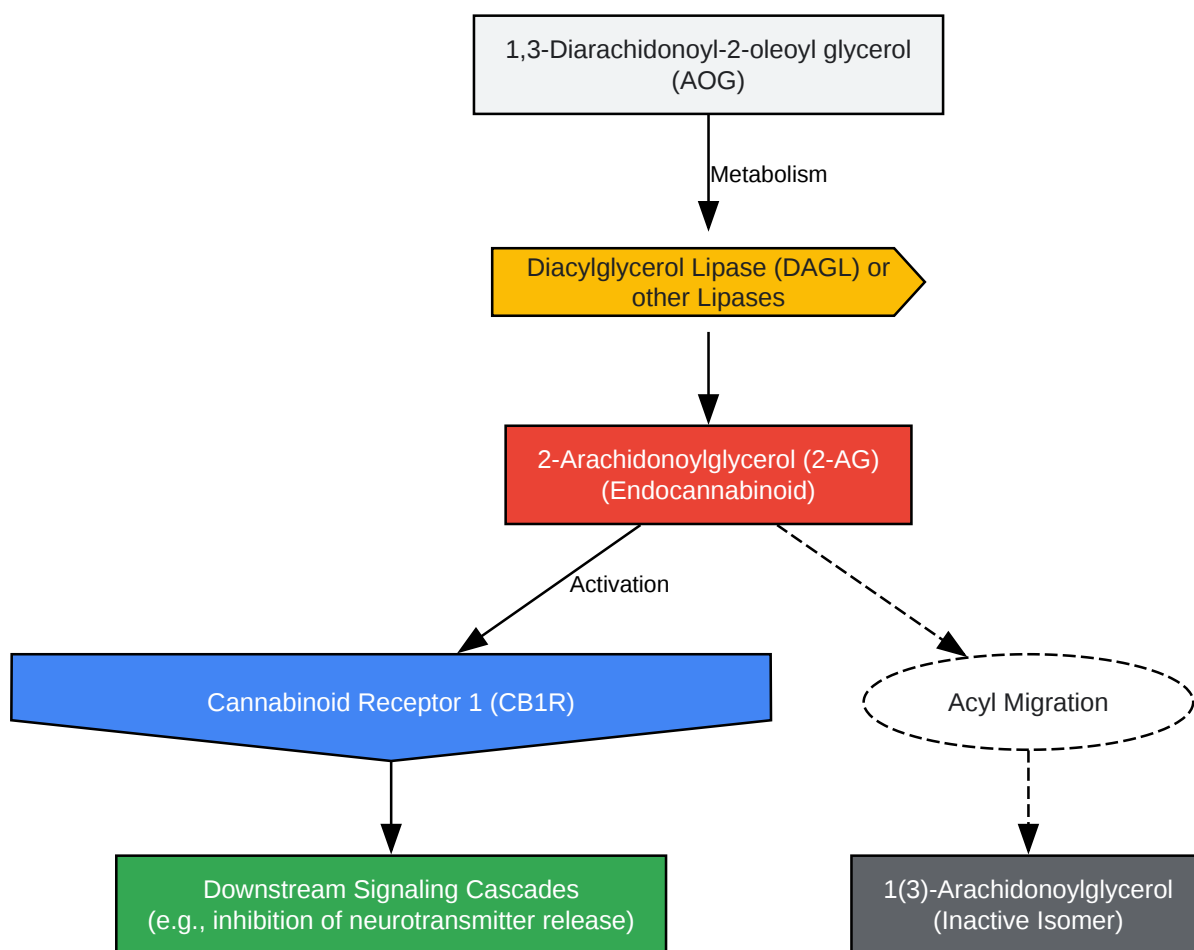 1,3-Diarachidonoyl-2-oleoyl glycerol
(AOG)
Metabolism
Diacylglycerol Lipase (DAGL) or
other Lipases
2-Arachidonoylglycerol (2-AG)
(Endocannabinoid)
Activation
Cannabinoid Receptor 1 (CB1R)
Acyl Migration
Downstream Signaling Cascades
(e.g., inhibition of neurotransmitter release)
1(3)-Arachidonoylglycerol
(Inactive Isomer)